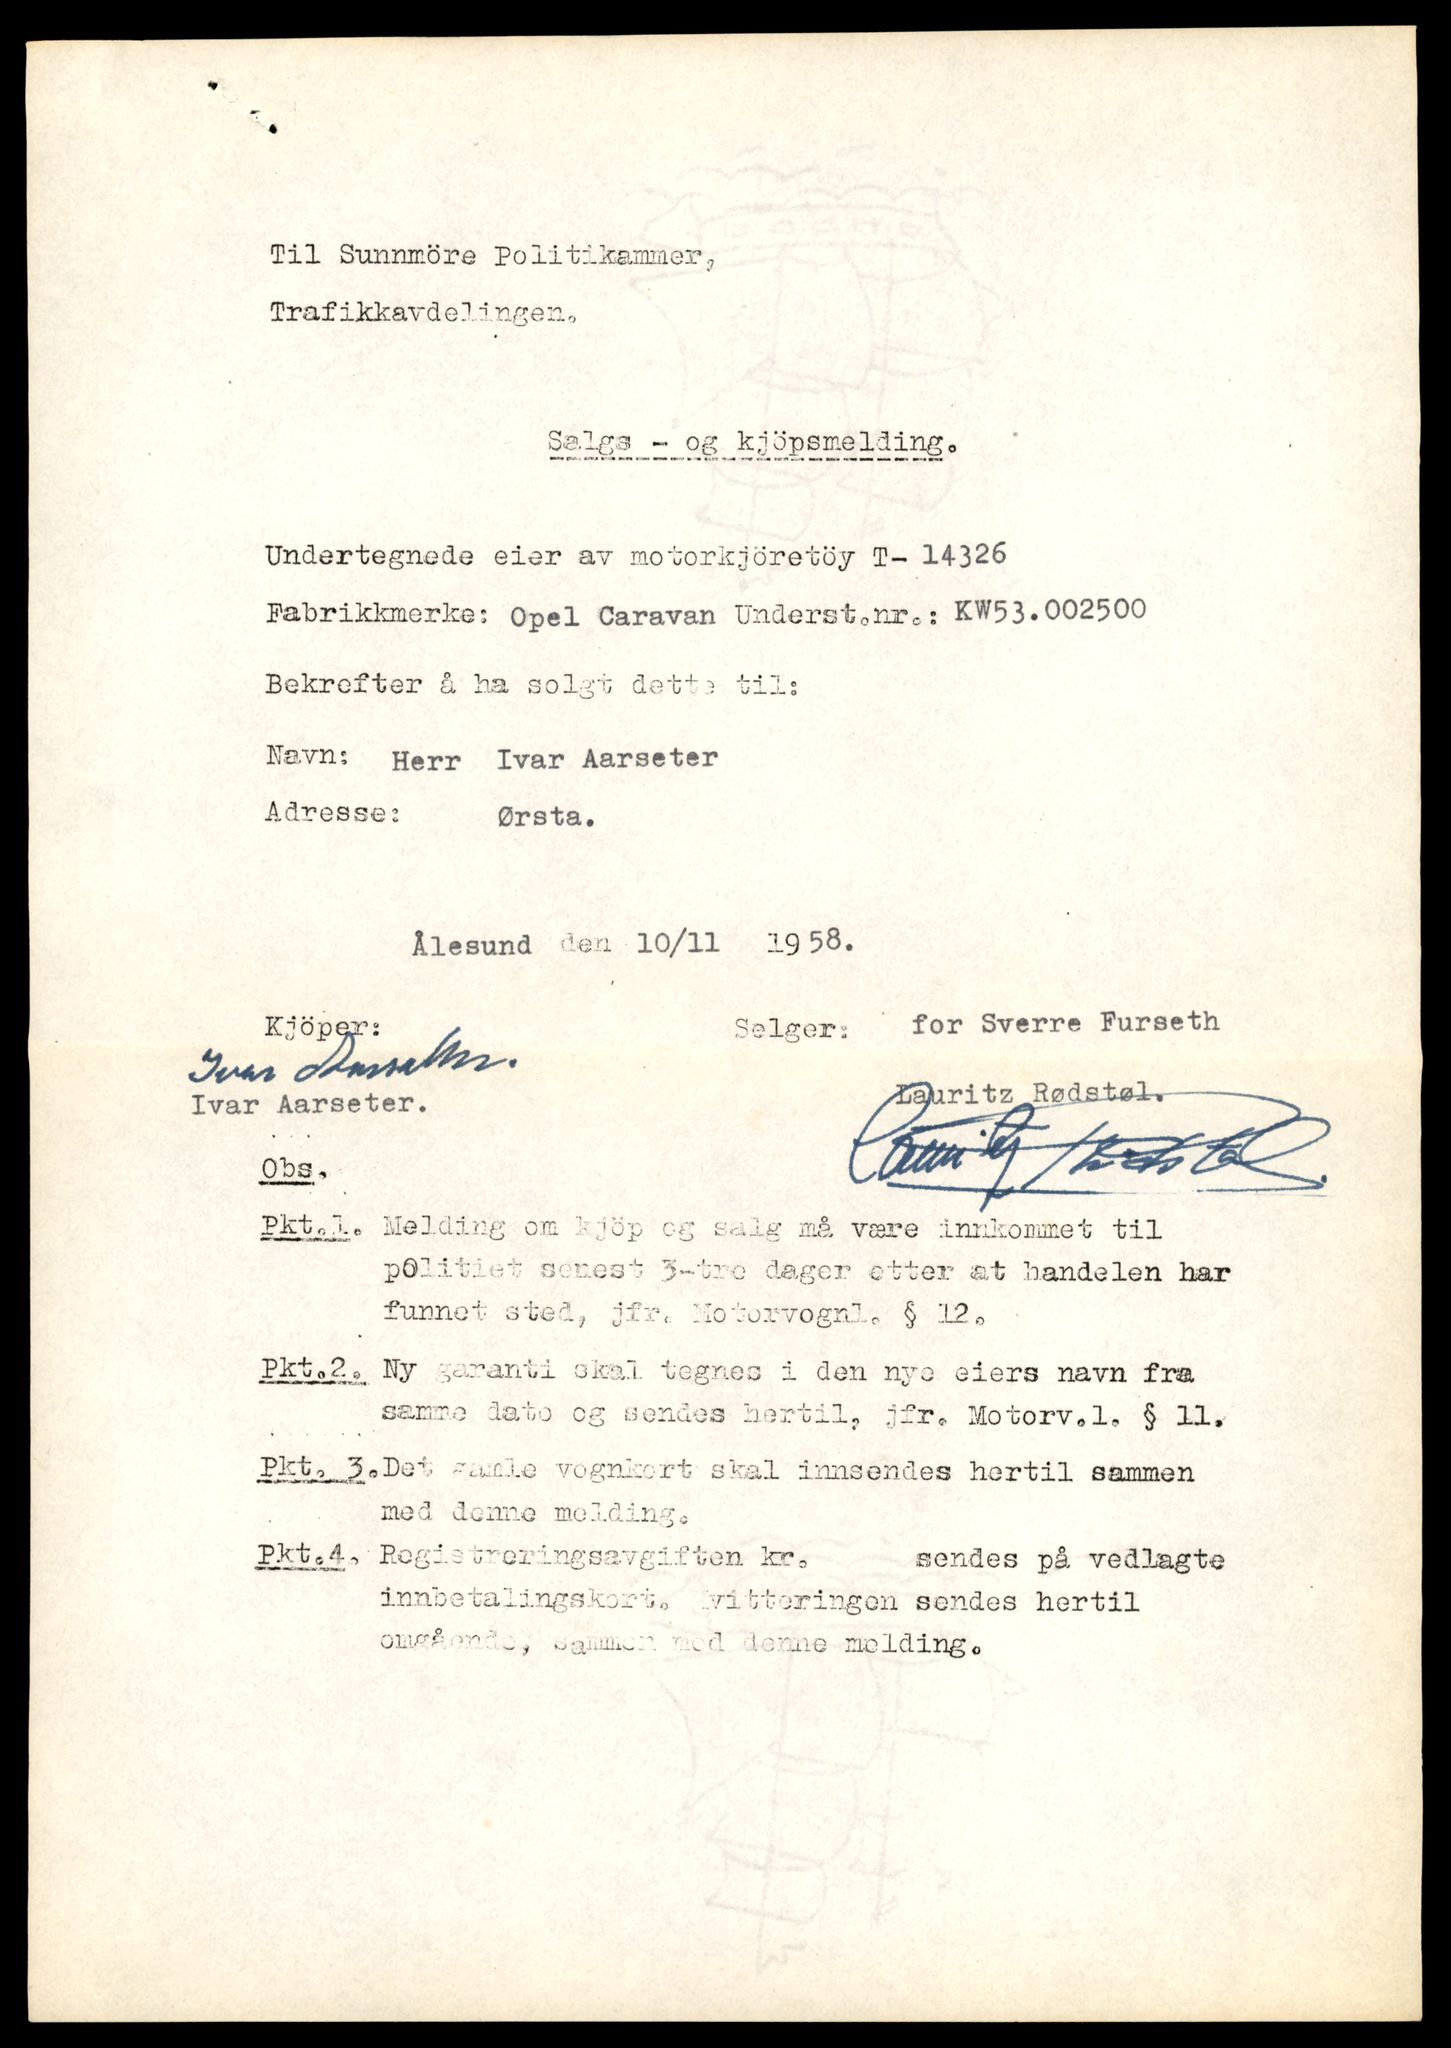 Til Sunnmöre Politikammer,
Trafikkavdelingen.
Salgs - og kjöpsmelding.
Undertegnede eier av motorkjöretöy T- 14326
Fabrikkmerke: Opel Caravan Underst.nr.: KW53.002500
Bekrefter å ha solgt dette til:
Navn: Herr Ivar Aarseter
Adresse: Ørsta.
Ålesund den 10/11 1958.
Kjöper: Selger: for Sverre Furseth
Ivar Aarseter.
Ivar Aarseter.
Lauritz Rødstøl.
Lauritz Rødstøl.
Obs.
Pkt.1. Melding om kjöp og salg må være innkommet til
politiet senest 3-tre dager etter at handelen har
funnet sted, jfr. Motorvognl. § 12.
Pkt.2. Ny garanti skal tegnes i den nye eiers navn fra
samme dato og sendes hertil, jfr. Motorv.l. § 11.
Pkt. 3. Det gamle vognkort skal innsendes hertil sammen
med denne melding.
Pkt.4. Registreringsavgiften kr. sendes på vedlagte
innbetalingskort. Kvitteringen sendes hertil
omgående, sammen med denne melding.